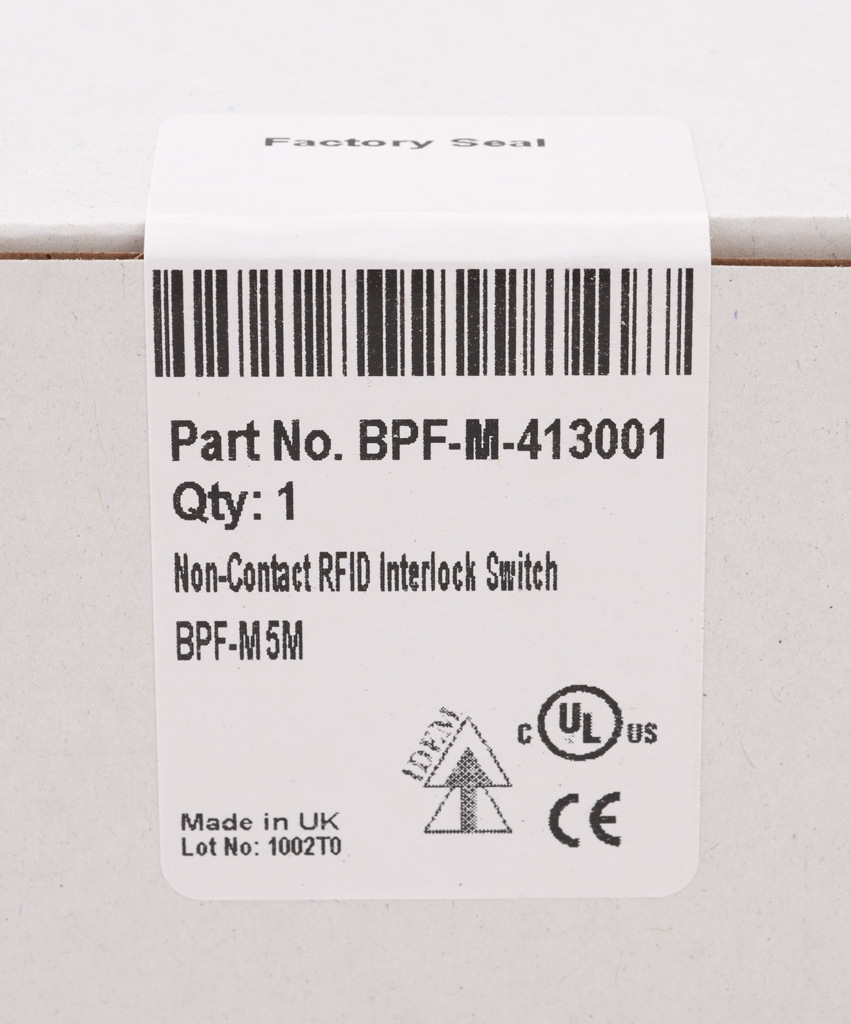 Factory Seal
Part No. BPF-M-413001
Qty: 1
Non-Contact RFID Interlock Switch
BPF-M 5M
IDEM
C UL US
CE
Made in UK
Lot No: 1002T0